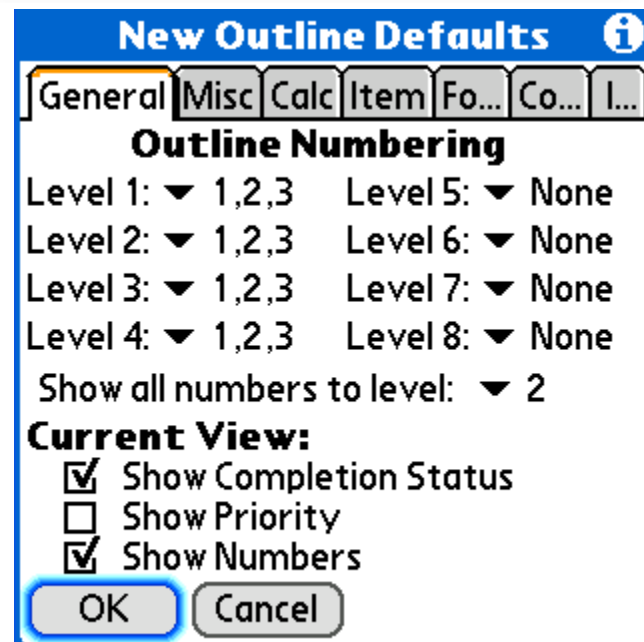 New Outline Defaults i
General Misc Calc Item Fo... Co... I...
Outline Numbering
Level 1: 1,2,3 Level 5: None
Level 2: 1,2,3 Level 6: None
Level 3: 1,2,3 Level 7: None
Level 4: 1,2,3 Level 8: None
Show all numbers to level: 2
Current View:
Show Completion Status
Show Priority
Show Numbers
OK Cancel